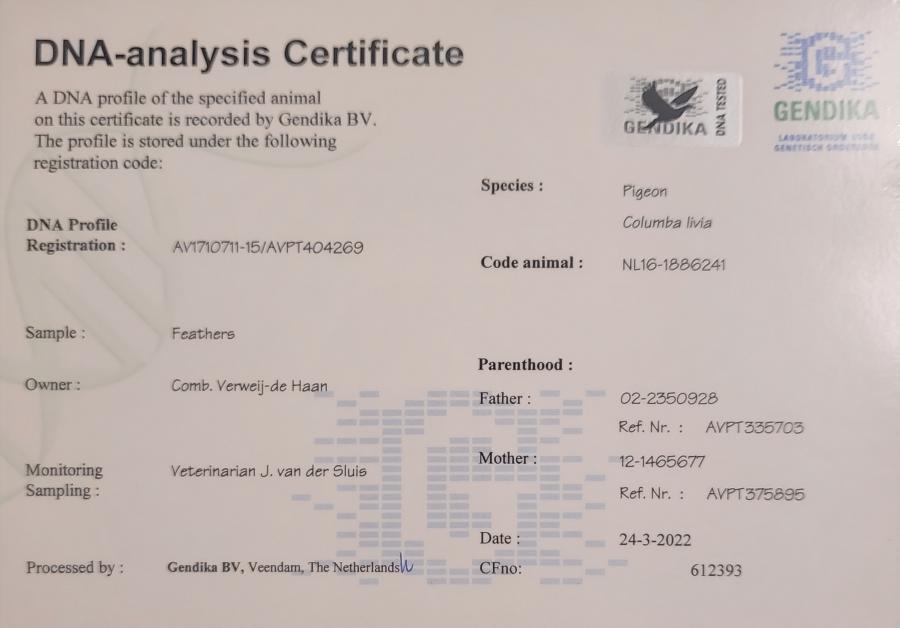 DNA-analysis Certificate
A DNA profile of the specified animal
on this certificate is recorded by Gendika BV.
The profile is stored under the following
registration code:
GENDIKA
DNA TESTED
GENDIKA
LABORATORIUM VOOR
GENETISCH ONDERZOEK
Species : Pigeon
Columba livia
DNA Profile
Registration : AV1710711-15/AVPT404269
Code animal : NL16-1886241
Sample : Feathers
Parenthood :
Owner : Comb. Verweij-de Haan
Father : 02-2350928
Ref. Nr. : AVPT335703
Mother : 12-1465677
Monitoring
Sampling : Veterinarian J. van der Sluis
Ref. Nr. : AVPT375895
Date : 24-3-2022
Processed by : Gendika BV, Veendam, The Netherlands
CFno: 612393